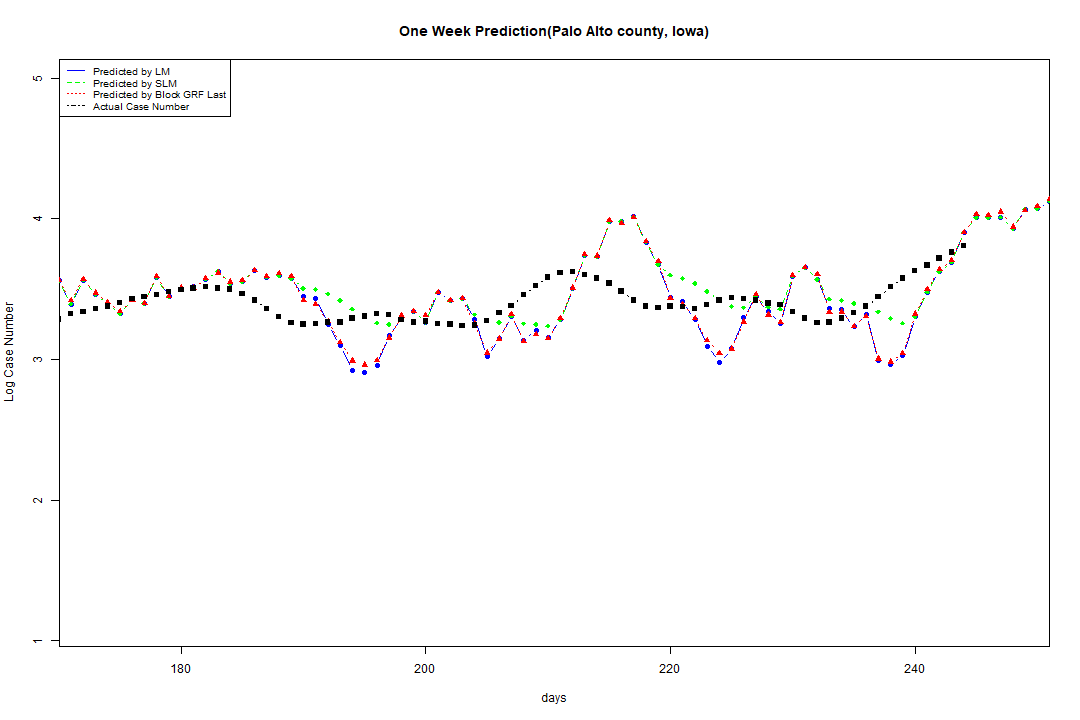 One Week Prediction(Palo Alto county, Iowa)
Predicted by LM
Predicted by SLM
Predicted by Block GRF Last
Actual Case Number
5
4
3
2
1
Log Case Number
180
200
220
240
days